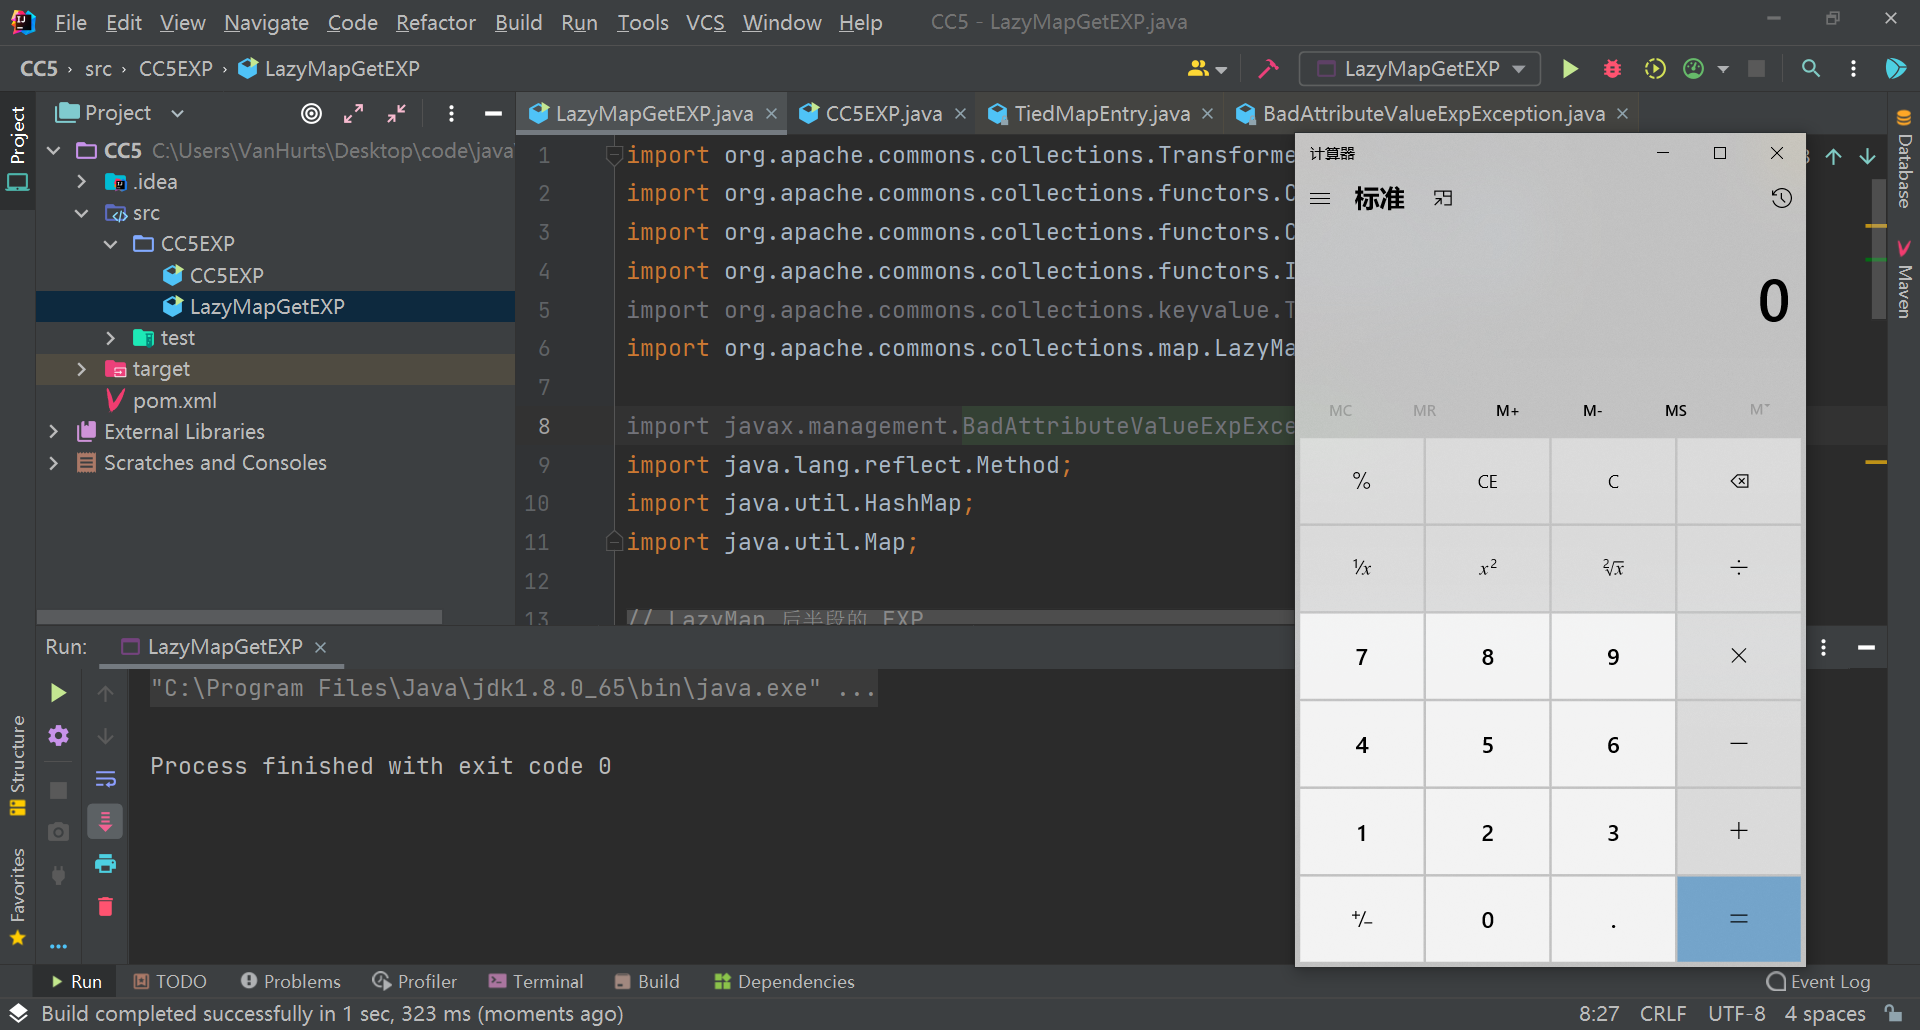 File Edit View Navigate Code Refactor Build Run Tools VCS Window Help CC5 - LazyMapGetEXP.java
CC5 › src › CC5EXP › LazyMapGetEXP
LazyMapGetEXP
Project
LazyMapGetEXP.java
CC5EXP.java
TiedMapEntry.java
BadAttributeValueExpException.java
Project
CC5 C:\Users\VanHurts\Desktop\code\java
.idea
src
CC5EXP
CC5EXP
LazyMapGetEXP
test
target
pom.xml
External Libraries
Scratches and Consoles
1 import org.apache.commons.collections.Transforme
2 import org.apache.commons.collections.functors.C
3 import org.apache.commons.collections.functors.C
4 import org.apache.commons.collections.functors.I
5 import org.apache.commons.collections.keyvalue.T
6 import org.apache.commons.collections.map.LazyMa
7
8 import javax.management.BadAttributeValueExpExce
9 import java.lang.reflect.Method;
10 import java.util.HashMap;
11 import java.util.Map;
12
13 // LazyMap 后半段的 EXP
Database
Maven
计算器
标准
0
MC MR M+ M- MS M˅
% CE C
¹⁄x x² ²√x ÷
7 8 9 ×
4 5 6 −
1 2 3 +
+/− 0 . =
Run: LazyMapGetEXP
"C:\Program Files\Java\jdk1.8.0_65\bin\java.exe" ...
Process finished with exit code 0
Structure
Favorites
Run TODO Problems Profiler Terminal Build Dependencies Event Log
Build completed successfully in 1 sec, 323 ms (moments ago) 8:27 CRLF UTF-8 4 spaces